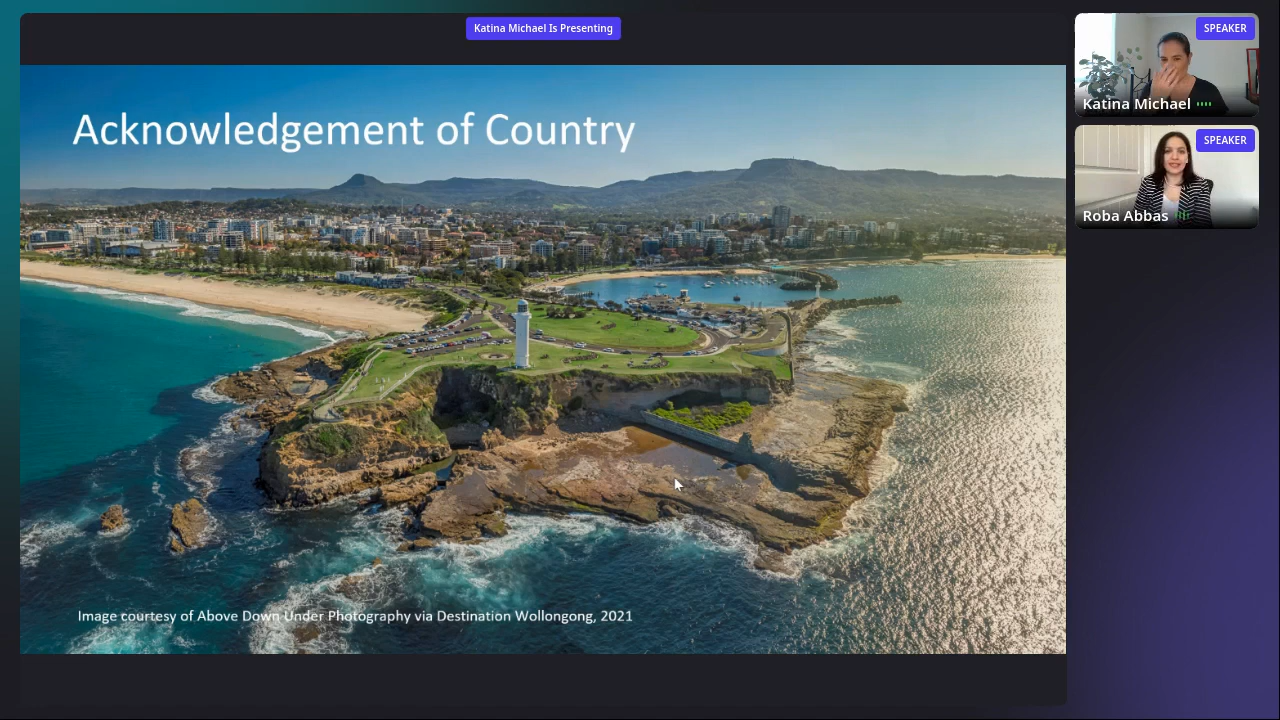 Katina Michael Is Presenting
SPEAKER
Katina Michael
SPEAKER
Roba Abbas
Acknowledgement of Country
Image courtesy of Above Down Under Photography via Destination Wollongong, 2021